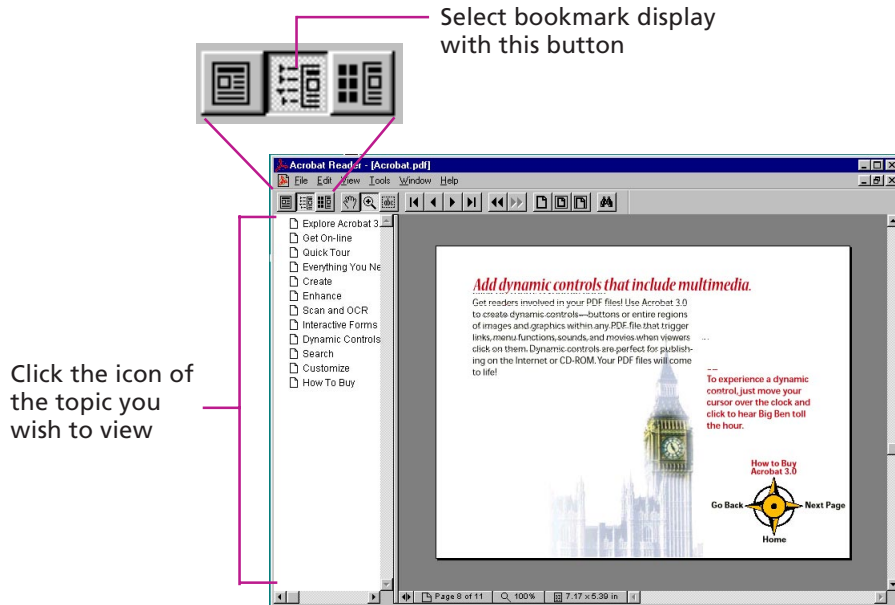 Select bookmark display
with this button
Acrobat Reader - [Acrobat.pdf]
File Edit View Tools Window Help
abc
Explore Acrobat 3.
Get On-line
Quick Tour
Everything You Ne
Create
Enhance
Scan and OCR
Interactive Forms
Dynamic Controls
Search
Customize
How To Buy
Click the icon of
the topic you
wish to view
Add dynamic controls that include multimedia.
Get readers involved in your PDF files! Use Acrobat 3.0
to create dynamic controls—buttons or entire regions
of images and graphics within any PDF file that trigger
links, menu functions, sounds, and movies when viewers
click on them. Dynamic controls are perfect for publish-
ing on the Internet or CD-ROM. Your PDF files will come
to life!
To experience a dynamic
control, just move your
cursor over the clock and
click to hear Big Ben toll
the hour.
How to Buy
Acrobat 3.0
Go Back
Next Page
Home
Page 8 of 11 100% 7.17 x 5.39 in